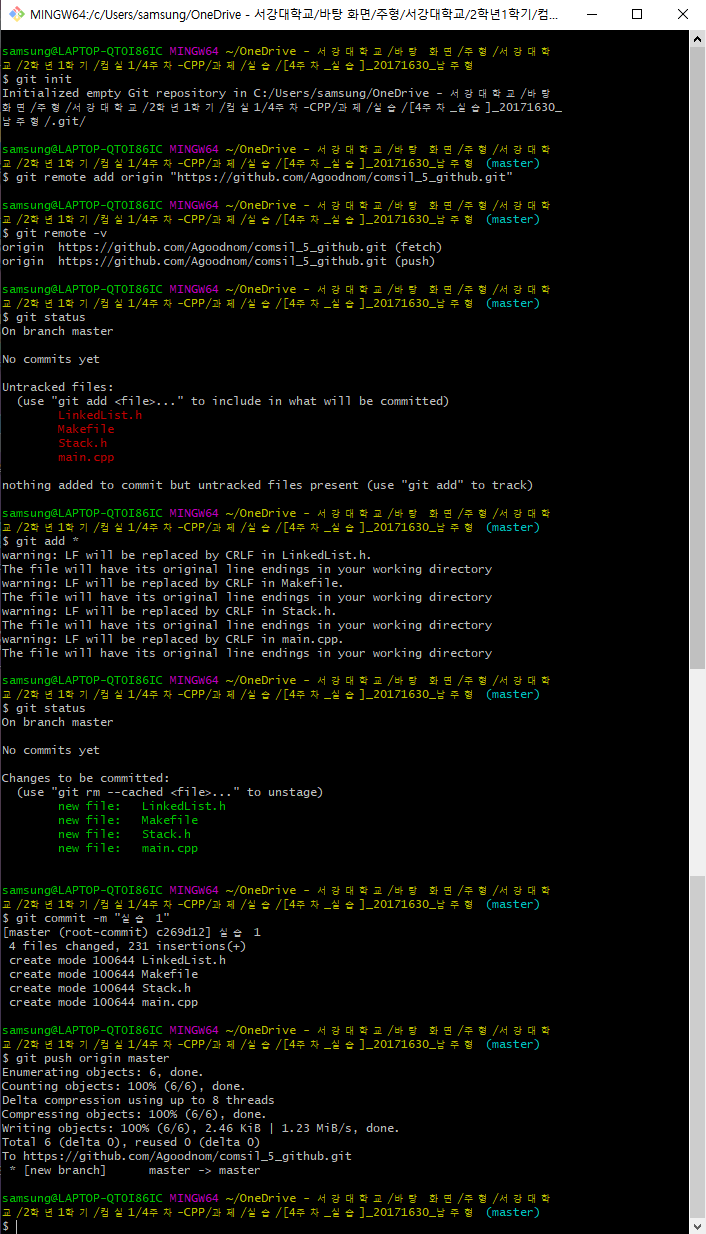 MINGW64:/c/Users/samsung/OneDrive - 서강대학교/바탕 화면/주형/서강대학교/2학년1학기/컴...
samsung@LAPTOP-QT0I86IC MINGW64 ~/OneDrive - 서강대학교/바탕 화면/주형/서강대학
교/2학년1학기/컴실1/4주차-CPP/과제/실습/[4주차_실습]_20171630_남주형
$ git init
Initialized empty Git repository in C:/Users/samsung/OneDrive - 서강대학교/바탕
화면/주형/서강대학교/2학년1학기/컴실1/4주차-CPP/과제/실습/[4주차_실습]_20171630_
남주형/.git/
samsung@LAPTOP-QT0I86IC MINGW64 ~/OneDrive - 서강대학교/바탕 화면/주형/서강대학
교/2학년1학기/컴실1/4주차-CPP/과제/실습/[4주차_실습]_20171630_남주형 (master)
$ git remote add origin "https://github.com/Agoodnom/comsil_5_github.git"
samsung@LAPTOP-QT0I86IC MINGW64 ~/OneDrive - 서강대학교/바탕 화면/주형/서강대학
교/2학년1학기/컴실1/4주차-CPP/과제/실습/[4주차_실습]_20171630_남주형 (master)
$ git remote -v
origin  https://github.com/Agoodnom/comsil_5_github.git (fetch)
origin  https://github.com/Agoodnom/comsil_5_github.git (push)
samsung@LAPTOP-QT0I86IC MINGW64 ~/OneDrive - 서강대학교/바탕 화면/주형/서강대학
교/2학년1학기/컴실1/4주차-CPP/과제/실습/[4주차_실습]_20171630_남주형 (master)
$ git status
On branch master
No commits yet
Untracked files:
  (use "git add <file>..." to include in what will be committed)
        LinkedList.h
        Makefile
        Stack.h
        main.cpp
nothing added to commit but untracked files present (use "git add" to track)
samsung@LAPTOP-QT0I86IC MINGW64 ~/OneDrive - 서강대학교/바탕 화면/주형/서강대학
교/2학년1학기/컴실1/4주차-CPP/과제/실습/[4주차_실습]_20171630_남주형 (master)
$ git add *
warning: LF will be replaced by CRLF in LinkedList.h.
The file will have its original line endings in your working directory
warning: LF will be replaced by CRLF in Makefile.
The file will have its original line endings in your working directory
warning: LF will be replaced by CRLF in Stack.h.
The file will have its original line endings in your working directory
warning: LF will be replaced by CRLF in main.cpp.
The file will have its original line endings in your working directory
samsung@LAPTOP-QT0I86IC MINGW64 ~/OneDrive - 서강대학교/바탕 화면/주형/서강대학
교/2학년1학기/컴실1/4주차-CPP/과제/실습/[4주차_실습]_20171630_남주형 (master)
$ git status
On branch master
No commits yet
Changes to be committed:
  (use "git rm --cached <file>..." to unstage)
        new file:   LinkedList.h
        new file:   Makefile
        new file:   Stack.h
        new file:   main.cpp
samsung@LAPTOP-QT0I86IC MINGW64 ~/OneDrive - 서강대학교/바탕 화면/주형/서강대학
교/2학년1학기/컴실1/4주차-CPP/과제/실습/[4주차_실습]_20171630_남주형 (master)
$ git commit -m "실습 1"
[master (root-commit) c269d12] 실습 1
 4 files changed, 231 insertions(+)
 create mode 100644 LinkedList.h
 create mode 100644 Makefile
 create mode 100644 Stack.h
 create mode 100644 main.cpp
samsung@LAPTOP-QT0I86IC MINGW64 ~/OneDrive - 서강대학교/바탕 화면/주형/서강대학
교/2학년1학기/컴실1/4주차-CPP/과제/실습/[4주차_실습]_20171630_남주형 (master)
$ git push origin master
Enumerating objects: 6, done.
Counting objects: 100% (6/6), done.
Delta compression using up to 8 threads
Compressing objects: 100% (6/6), done.
Writing objects: 100% (6/6), 2.46 KiB | 1.23 MiB/s, done.
Total 6 (delta 0), reused 0 (delta 0)
To https://github.com/Agoodnom/comsil_5_github.git
 * [new branch]      master -> master
samsung@LAPTOP-QT0I86IC MINGW64 ~/OneDrive - 서강대학교/바탕 화면/주형/서강대학
교/2학년1학기/컴실1/4주차-CPP/과제/실습/[4주차_실습]_20171630_남주형 (master)
$